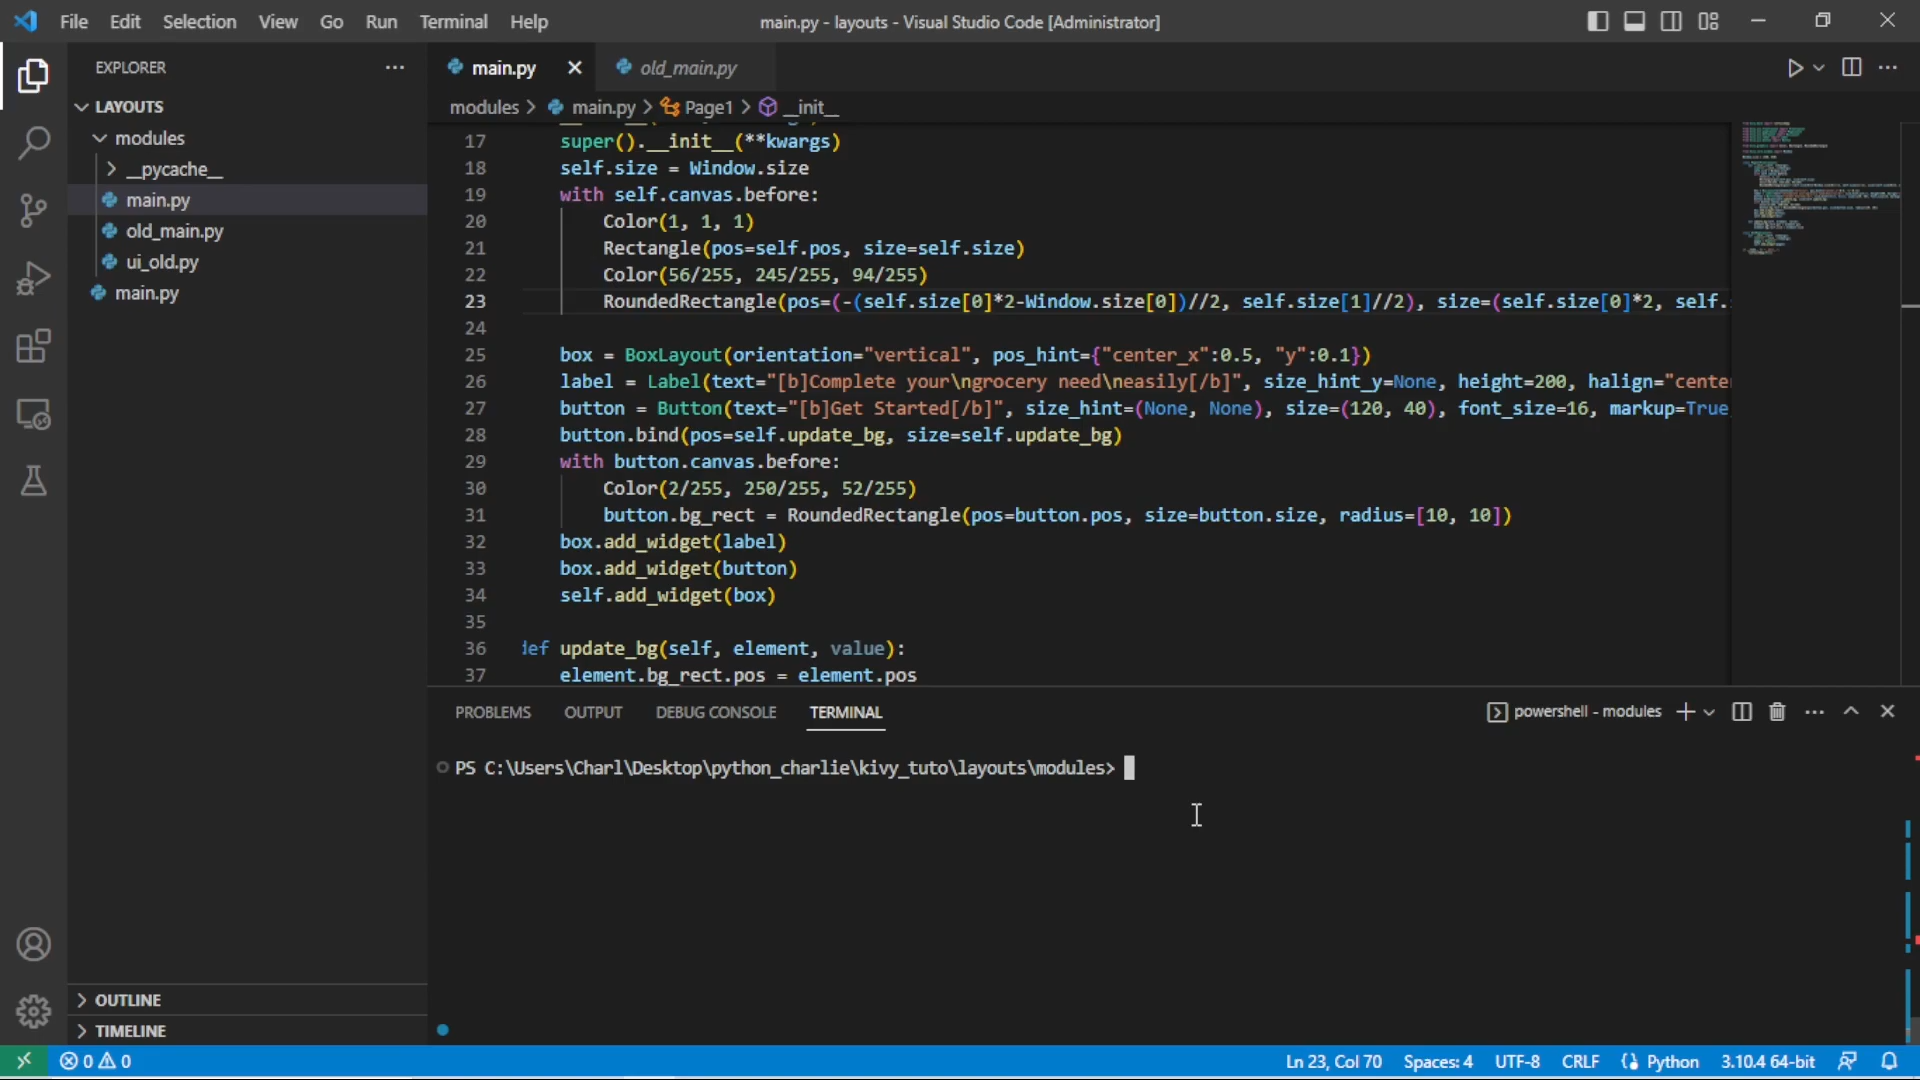 File Edit Selection View Go Run Terminal Help
main.py - layouts - Visual Studio Code [Administrator]
EXPLORER
LAYOUTS
modules
__pycache__
main.py
old_main.py
ui_old.py
main.py
OUTLINE
TIMELINE
main.py
old_main.py
modules > main.py > Page1 > __init__
17 super().__init__(**kwargs)
18 self.size = Window.size
19 with self.canvas.before:
20 Color(1, 1, 1)
21 Rectangle(pos=self.pos, size=self.size)
22 Color(56/255, 245/255, 94/255)
23 RoundedRectangle(pos=(-(self.size[0]*2-Window.size[0])//2, self.size[1]//2), size=(self.size[0]*2, self.
24
25 box = BoxLayout(orientation="vertical", pos_hint={"center_x":0.5, "y":0.1})
26 label = Label(text="[b]Complete your\ngrocery need\neasily[/b]", size_hint_y=None, height=200, halign="cente
27 button = Button(text="[b]Get Started[/b]", size_hint=(None, None), size=(120, 40), font_size=16, markup=True
28 button.bind(pos=self.update_bg, size=self.update_bg)
29 with button.canvas.before:
30 Color(2/255, 250/255, 52/255)
31 button.bg_rect = RoundedRectangle(pos=button.pos, size=button.size, radius=[10, 10])
32 box.add_widget(label)
33 box.add_widget(button)
34 self.add_widget(box)
35
36 def update_bg(self, element, value):
37 element.bg_rect.pos = element.pos
PROBLEMS OUTPUT DEBUG CONSOLE TERMINAL
powershell - modules
PS C:\Users\Charl\Desktop\python_charlie\kivy_tuto\layouts\modules>
0 0
Ln 23, Col 70 Spaces: 4 UTF-8 CRLF Python 3.10.4 64-bit